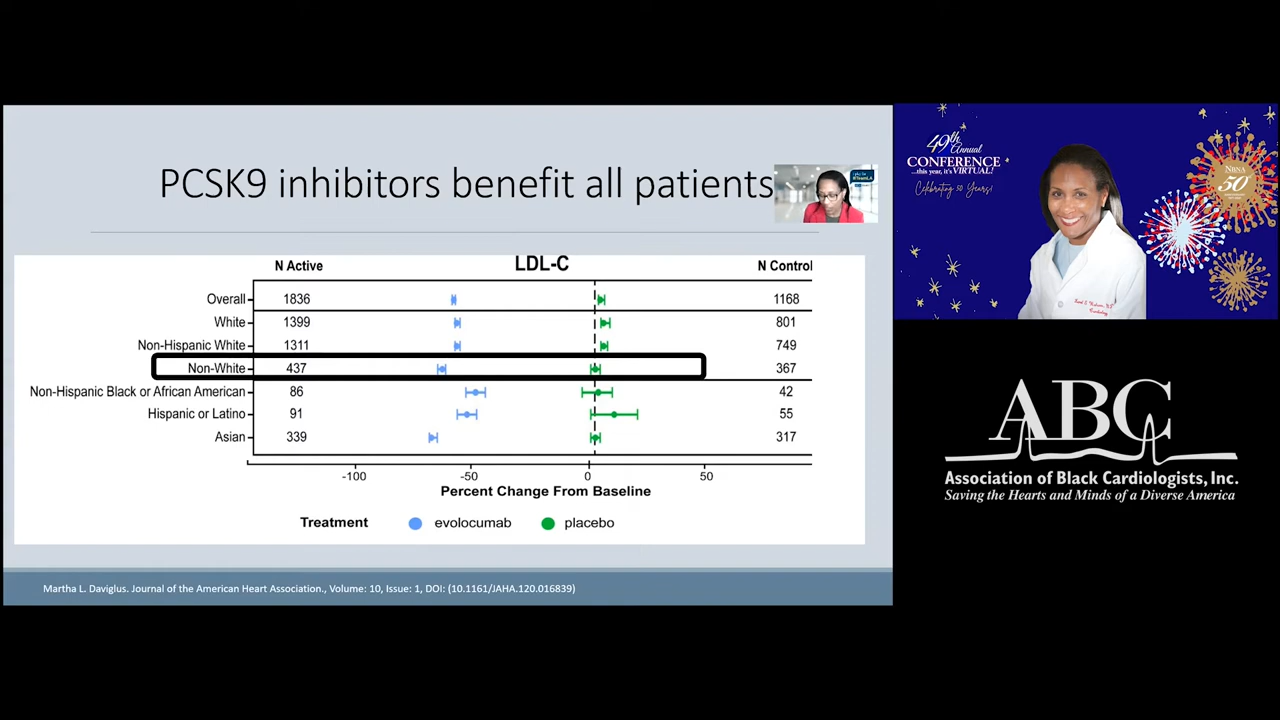 PCSK9 inhibitors benefit all patients
N Active LDL-C N Control
Overall 1836 1168
White 1399 801
Non-Hispanic White 1311 749
Non-White 437 367
Non-Hispanic Black or African American 86 42
Hispanic or Latino 91 55
Asian 339 317
-100 -50 0 50
Percent Change From Baseline
Treatment evolocumab placebo
Martha L. Daviglus. Journal of the American Heart Association., Volume: 10, Issue: 1, DOI: (10.1161/JAHA.120.016839)
49th Annual
CONFERENCE
...this year, it's VIRTUAL!
Celebrating 50 Years!
NBNA
50
ABC
Association of Black Cardiologists, Inc.
Saving the Hearts and Minds of a Diverse America